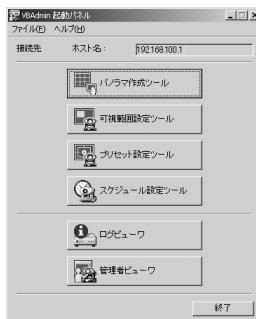 VBAdmin 起動パネル
ファイル(F) ヘルプ(H)
接続先 ホスト名: 192.168.100.1
パノラマ作成ツール
可視範囲設定ツール
プリセット設定ツール
スケジュール設定ツール
ログビューワ
管理者ビューワ
終了